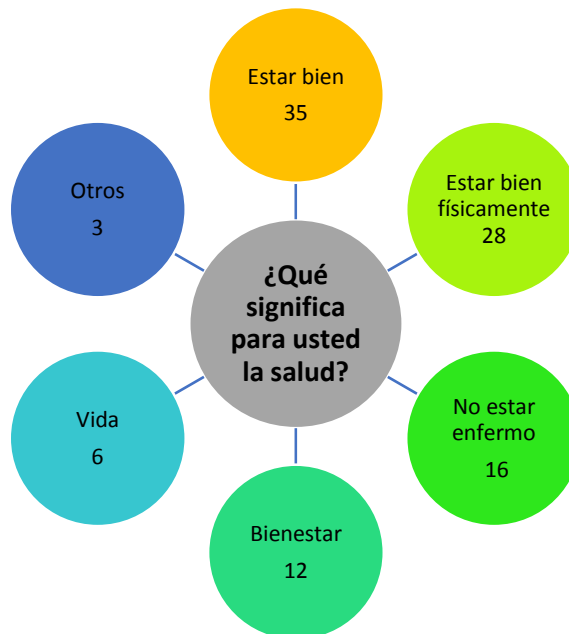 Estar bien
35
Estar bien
físicamente
28
No estar
enfermo
16
Bienestar
12
Vida
6
Otros
3
¿Qué
significa
para usted
la salud?